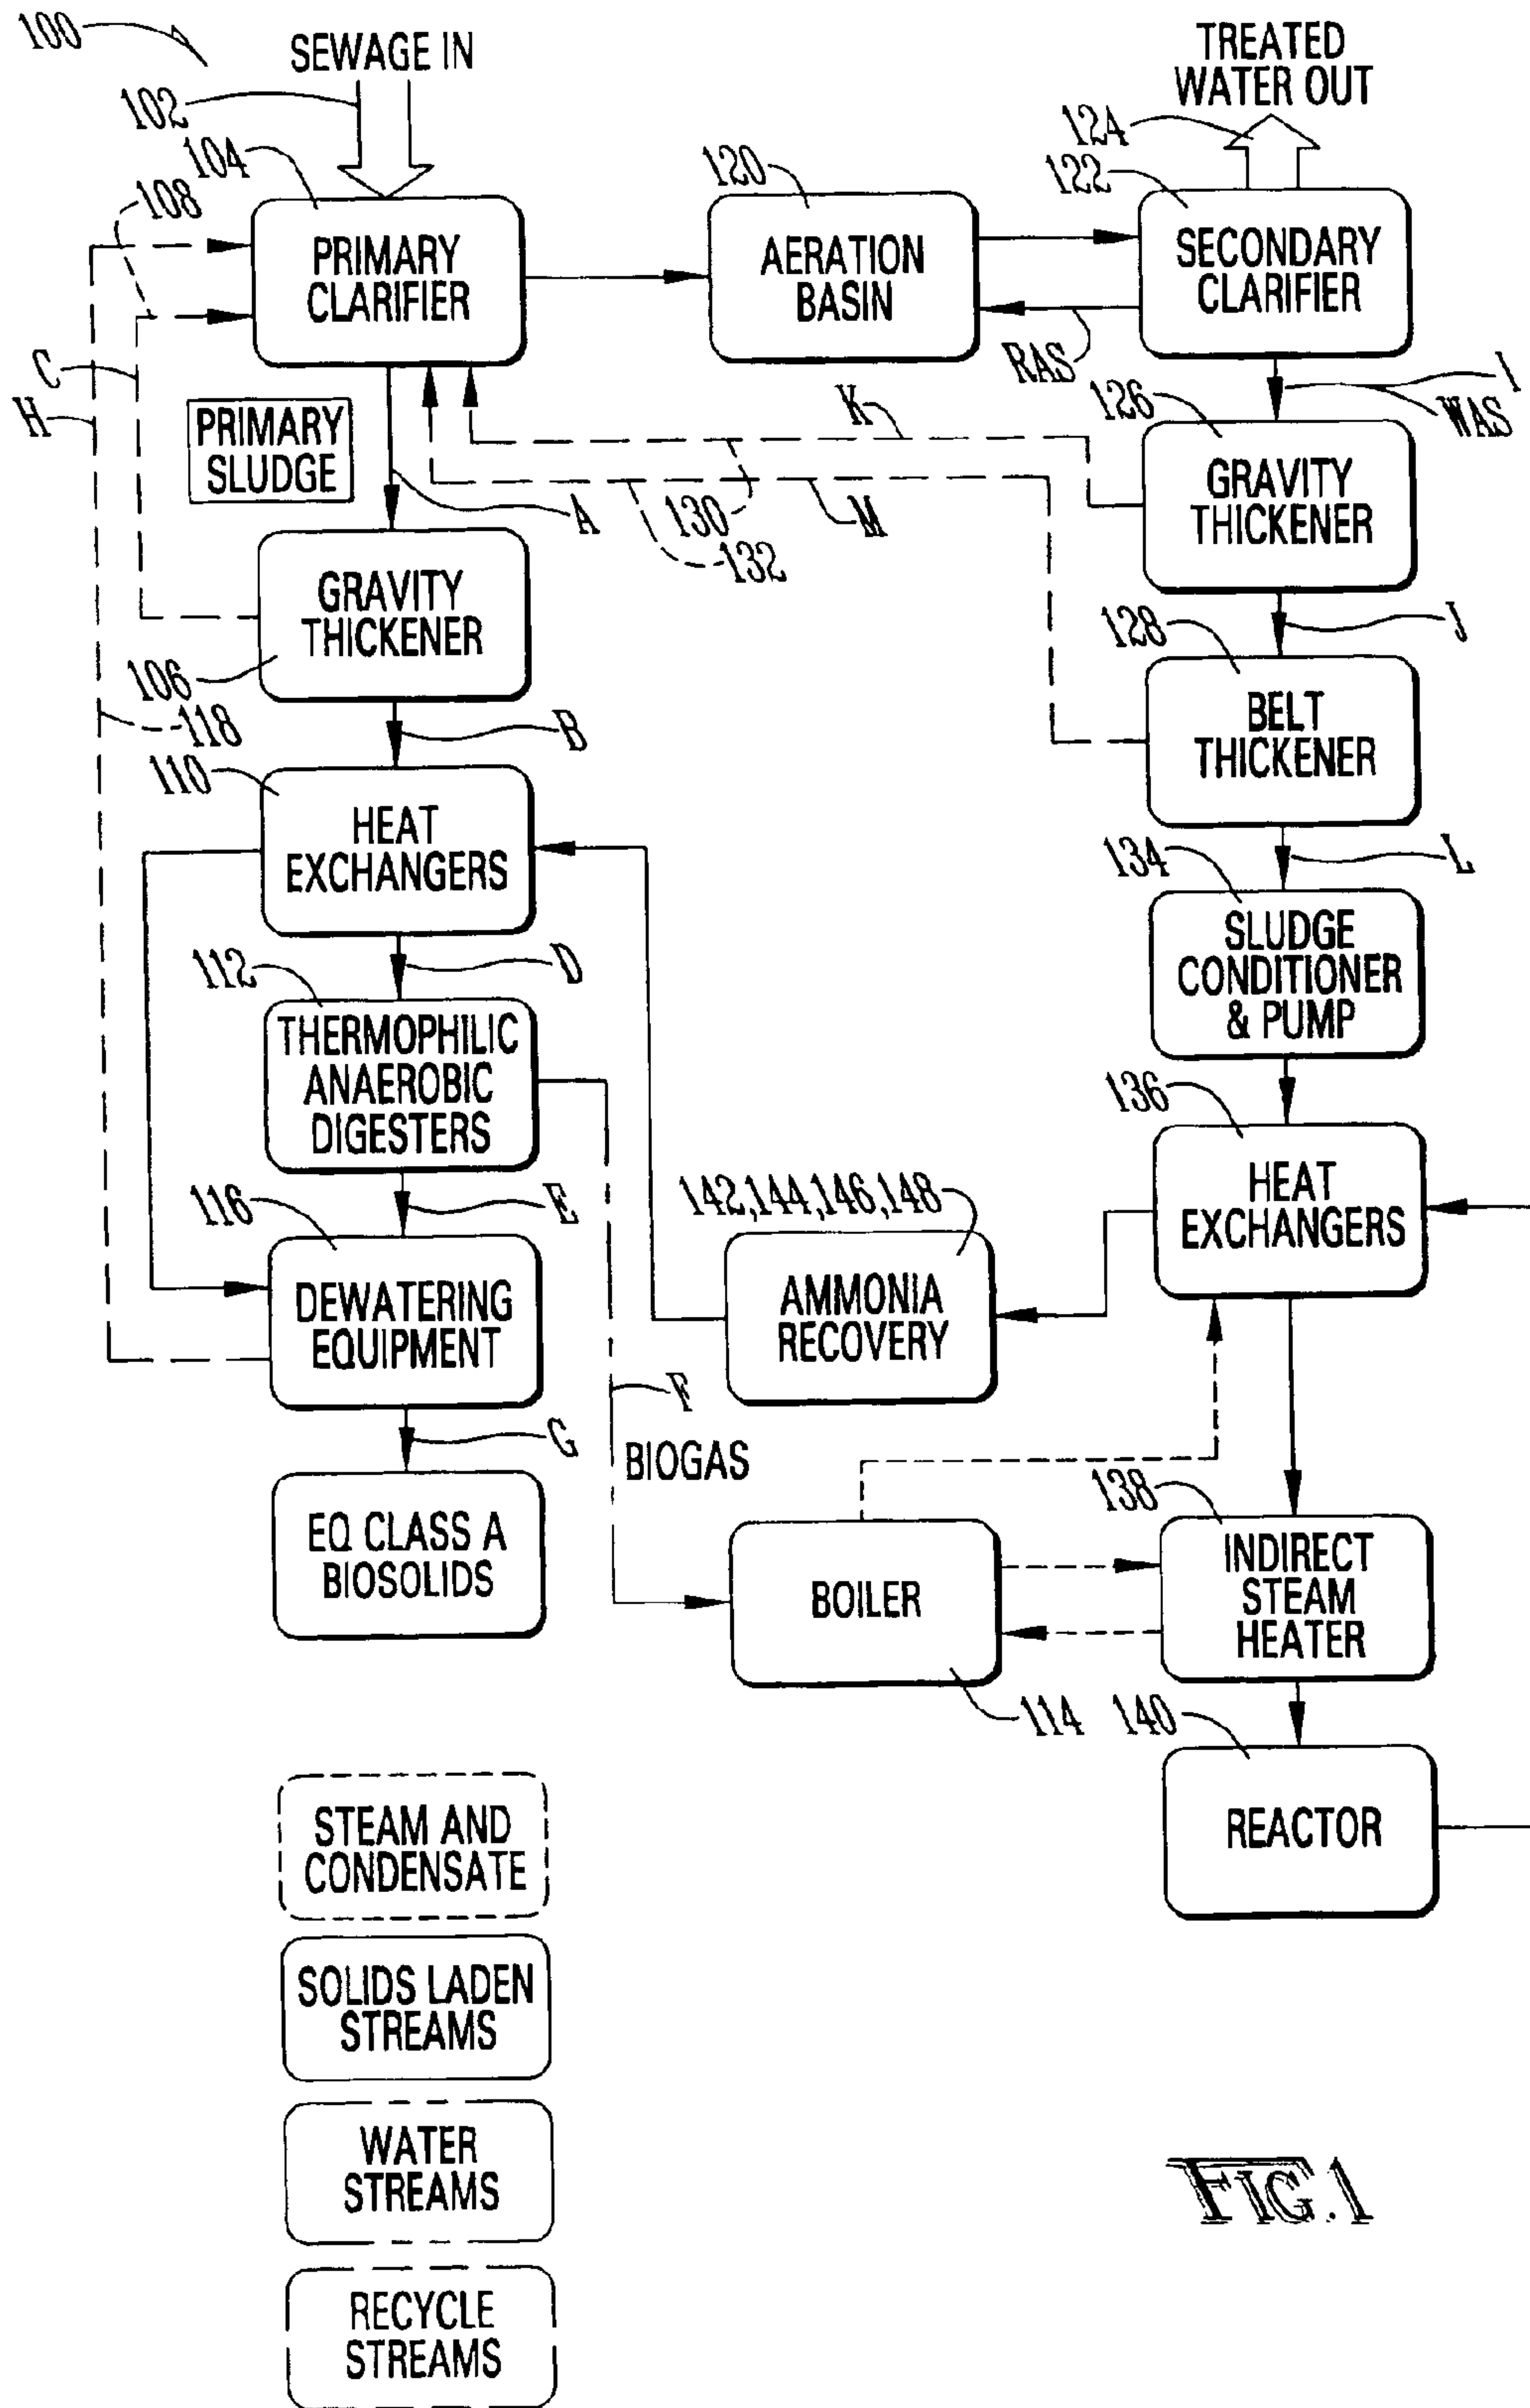 100
SEWAGE IN
102
104
108
PRIMARY
CLARIFIER
120
AERATION
BASIN
TREATED
WATER OUT
124
122
SECONDARY
CLARIFIER
RAS
I
WAS
C
H
PRIMARY
SLUDGE
A
K
130
M
132
126
GRAVITY
THICKENER
GRAVITY
THICKENER
106
118
B
J
128
BELT
THICKENER
110
HEAT
EXCHANGERS
L
134
SLUDGE
CONDITIONER
& PUMP
D
112
THERMOPHILIC
ANAEROBIC
DIGESTERS
136
HEAT
EXCHANGERS
E
116
DEWATERING
EQUIPMENT
142,144,146,148
AMMONIA
RECOVERY
F
BIOGAS
G
EQ CLASS A
BIOSOLIDS
BOILER
114
138
INDIRECT
STEAM
HEATER
140
REACTOR
STEAM AND
CONDENSATE
SOLIDS LADEN
STREAMS
WATER
STREAMS
RECYCLE
STREAMS
FIG.1